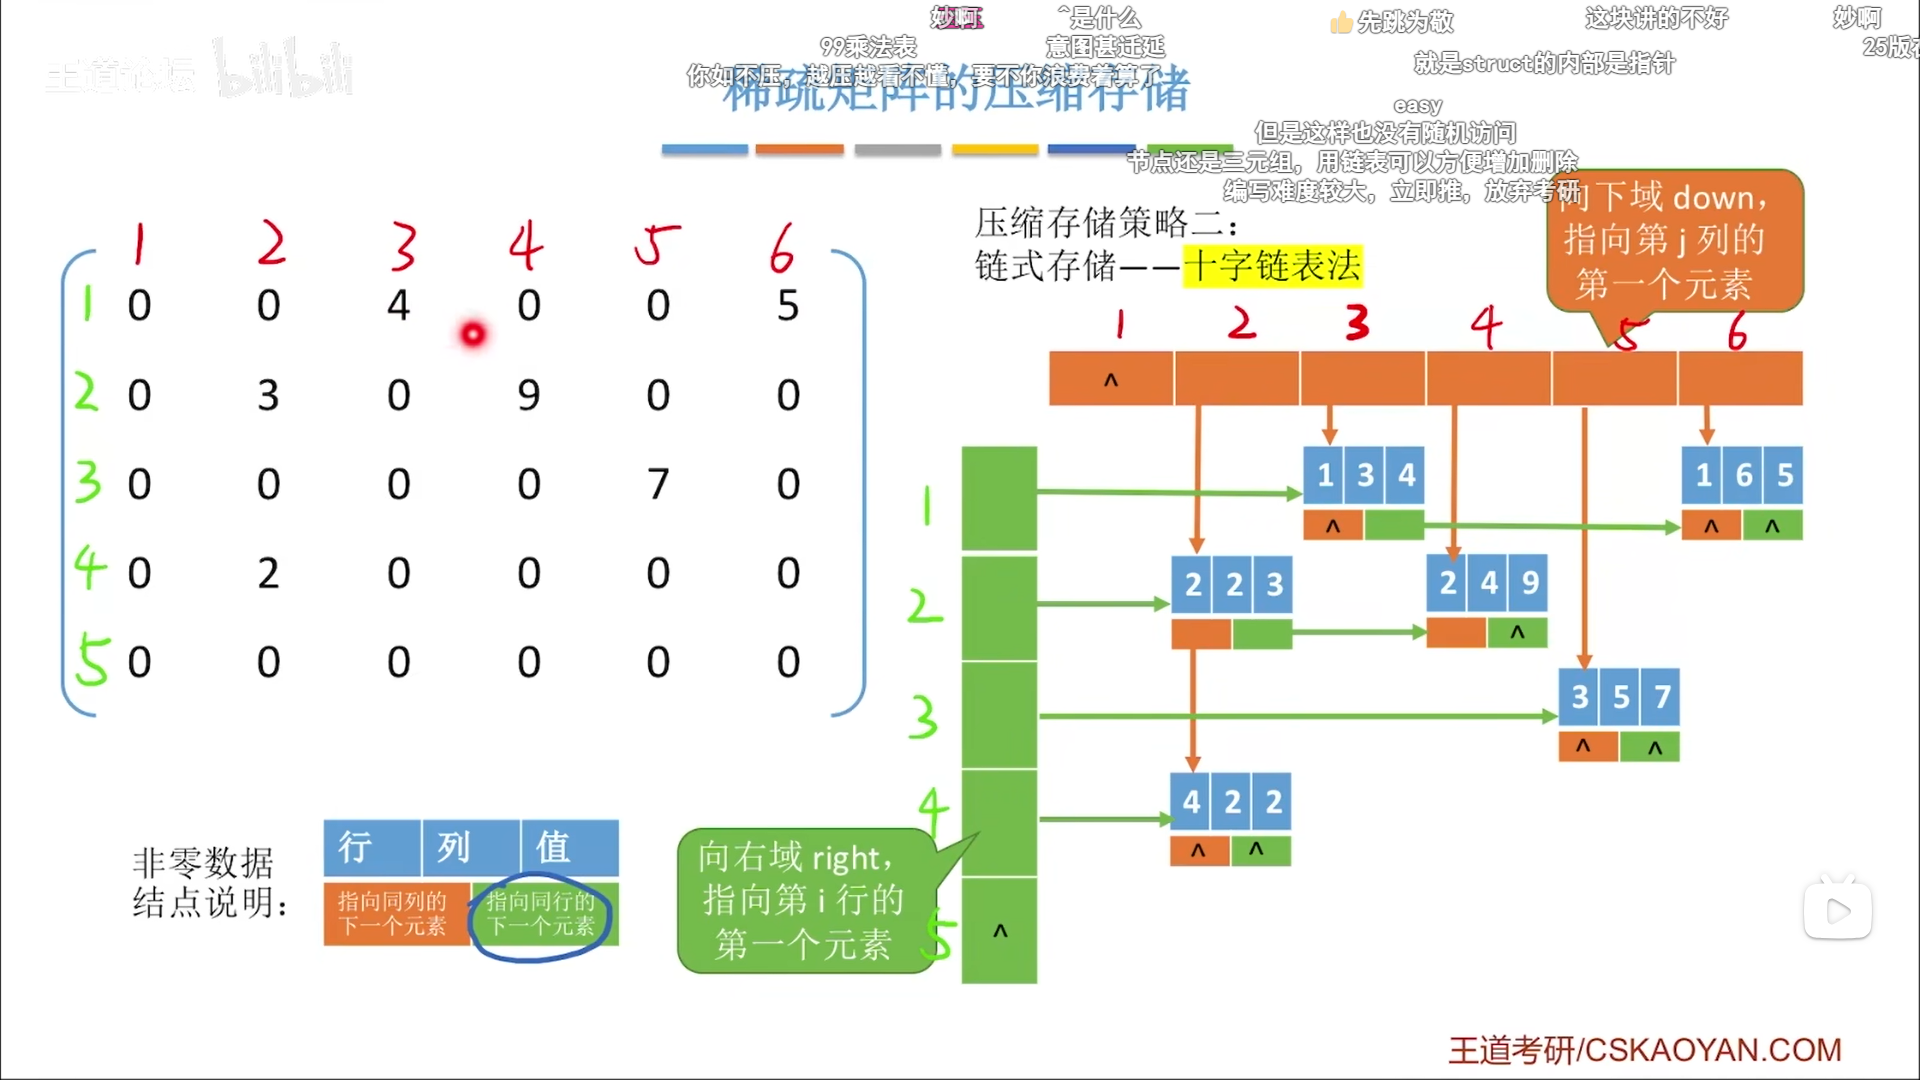 王道论坛 bilibili
妙啊
^是什么
👍先跳为敬
这块讲的不好
妙啊
99乘法表
意图甚迁延
25版在
你如不压，越压越看不懂，要不你浪费着算了
就是struct的内部是指针
稀疏矩阵的压缩存储
easy
但是这样也没有随机访问
节点还是三元组，用链表可以方便增加删除
编写难度较大，立即推，放弃考研
压缩存储策略二：
链式存储——十字链表法
向下域 down，
指向第 j 列的
第一个元素
1 2 3 4 5 6
1 0 0 4 0 0 5
2 0 3 0 9 0 0
3 0 0 0 0 7 0
4 0 2 0 0 0 0
5 0 0 0 0 0 0
1 2 3 4 5 6
^
1
1 3 4
1 6 5
^
^ ^
2
2 2 3
2 4 9
^
3
3 5 7
^ ^
4
4 2 2
^ ^
5 ^
向右域 right，
指向第 i 行的
第一个元素
非零数据
结点说明：
行 列 值
指向同列的
下一个元素
指向同行的
下一个元素
王道考研/CSKAOYAN.COM